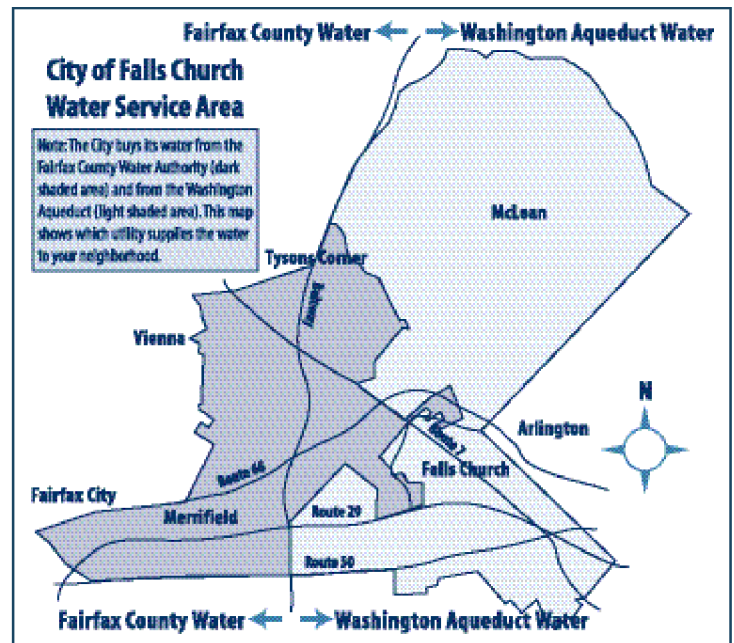 Fairfax County Water Washington Aqueduct Water
City of Falls Church
Water Service Area
Note: The City buys its water from the
Fairfax County Water Authority (dark
shaded area) and from the Washington
Aqueduct (light shaded area). This map
shows which utility supplies the water
to your neighborhood.
McLean
Tysons Corner
Beltway
Vienna
N
Arlington
Route 7
Falls Church
Route 66
Fairfax City
Merrifield
Route 29
Route 50
Fairfax County Water Washington Aqueduct Water